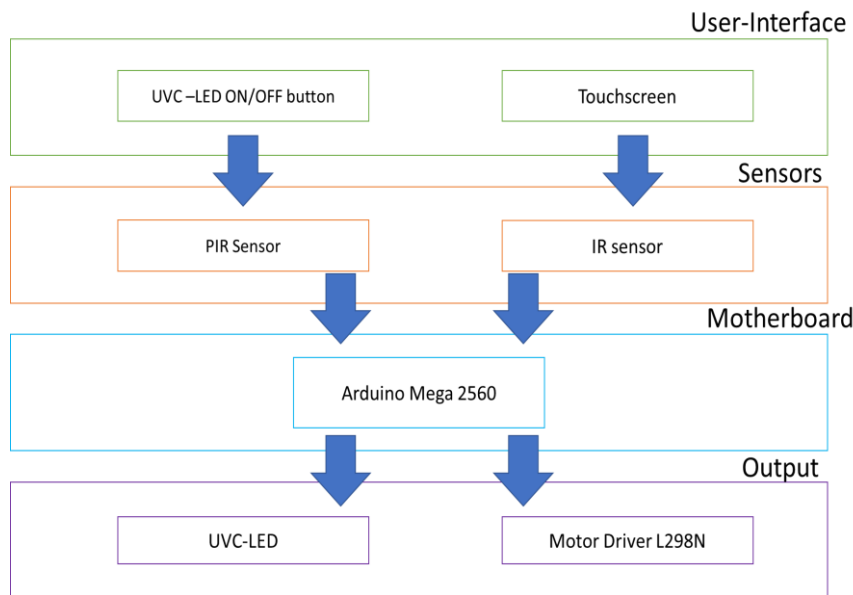 User-Interface
UVC –LED ON/OFF button
Touchscreen
Sensors
PIR Sensor
IR sensor
Motherboard
Arduino Mega 2560
Output
UVC-LED
Motor Driver L298N